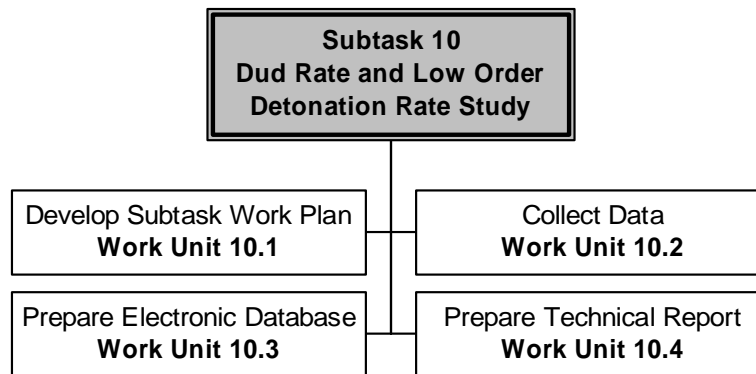 Subtask 10
Dud Rate and Low Order
Detonation Rate Study
Develop Subtask Work Plan
Work Unit 10.1
Collect Data
Work Unit 10.2
Prepare Electronic Database
Work Unit 10.3
Prepare Technical Report
Work Unit 10.4